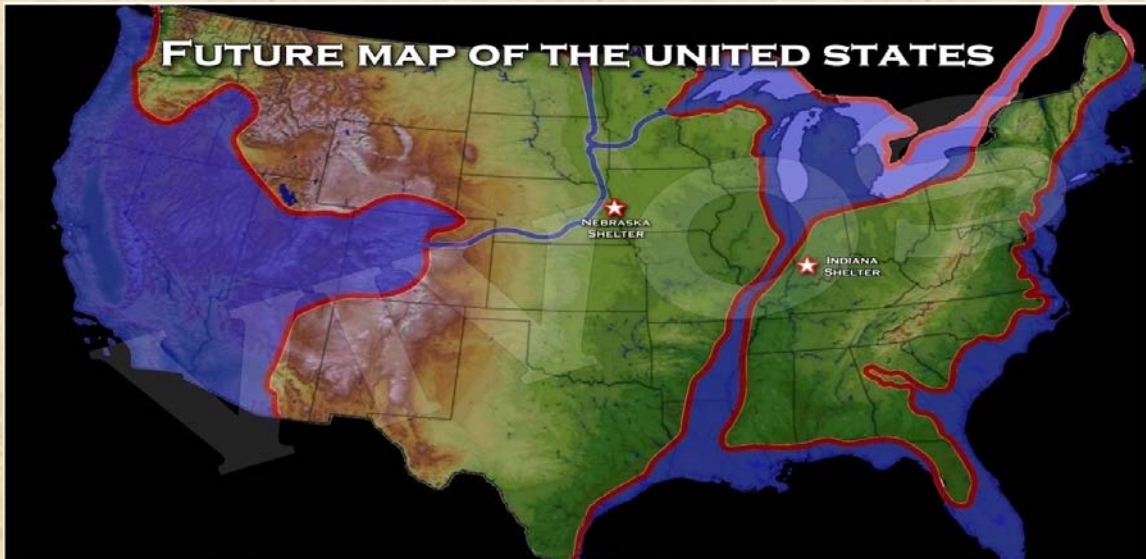 FUTURE MAP OF THE UNITED STATES
NEBRASKA
SHELTER
INDIANA
SHELTER